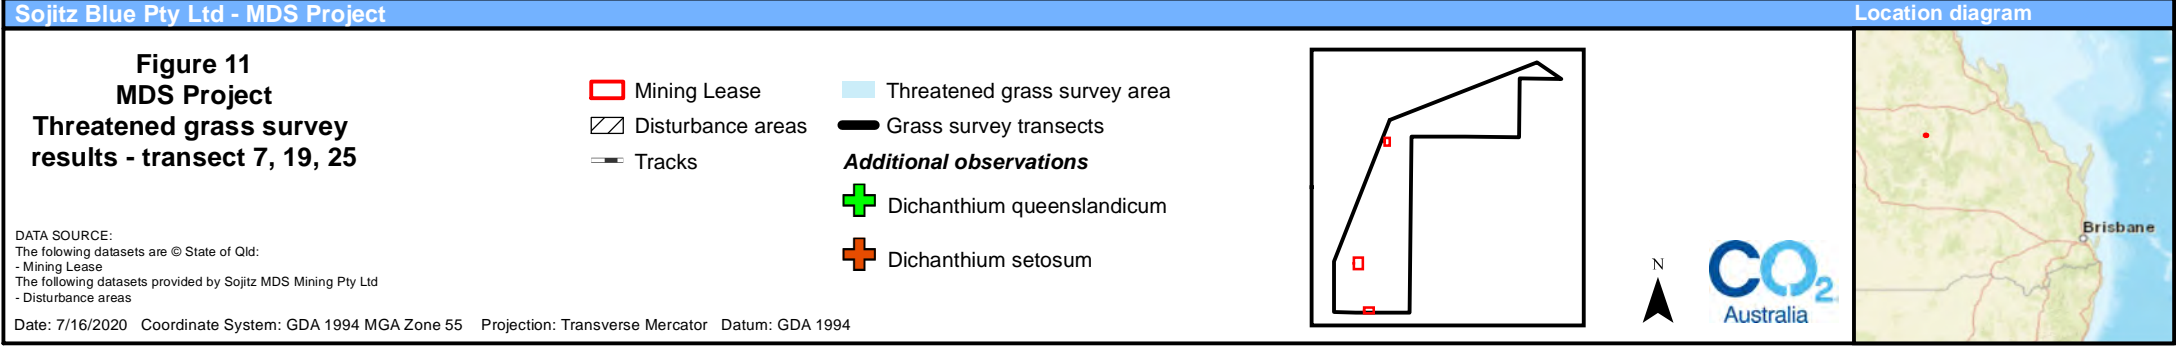 Sojitz Blue Pty Ltd - MDS Project
Location diagram
Figure 11
MDS Project
Threatened grass survey
results - transect 7, 19, 25
Mining Lease
Disturbance areas
Tracks
Threatened grass survey area
Grass survey transects
Additional observations
Dichanthium queenslandicum
Dichanthium setosum
DATA SOURCE:
The folowing datasets are © State of Qld:
- Mining Lease
The following datasets provided by Sojitz MDS Mining Pty Ltd
- Disturbance areas
Date: 7/16/2020 Coordinate System: GDA 1994 MGA Zone 55 Projection: Transverse Mercator Datum: GDA 1994
N
CO2
Australia
Brisbane